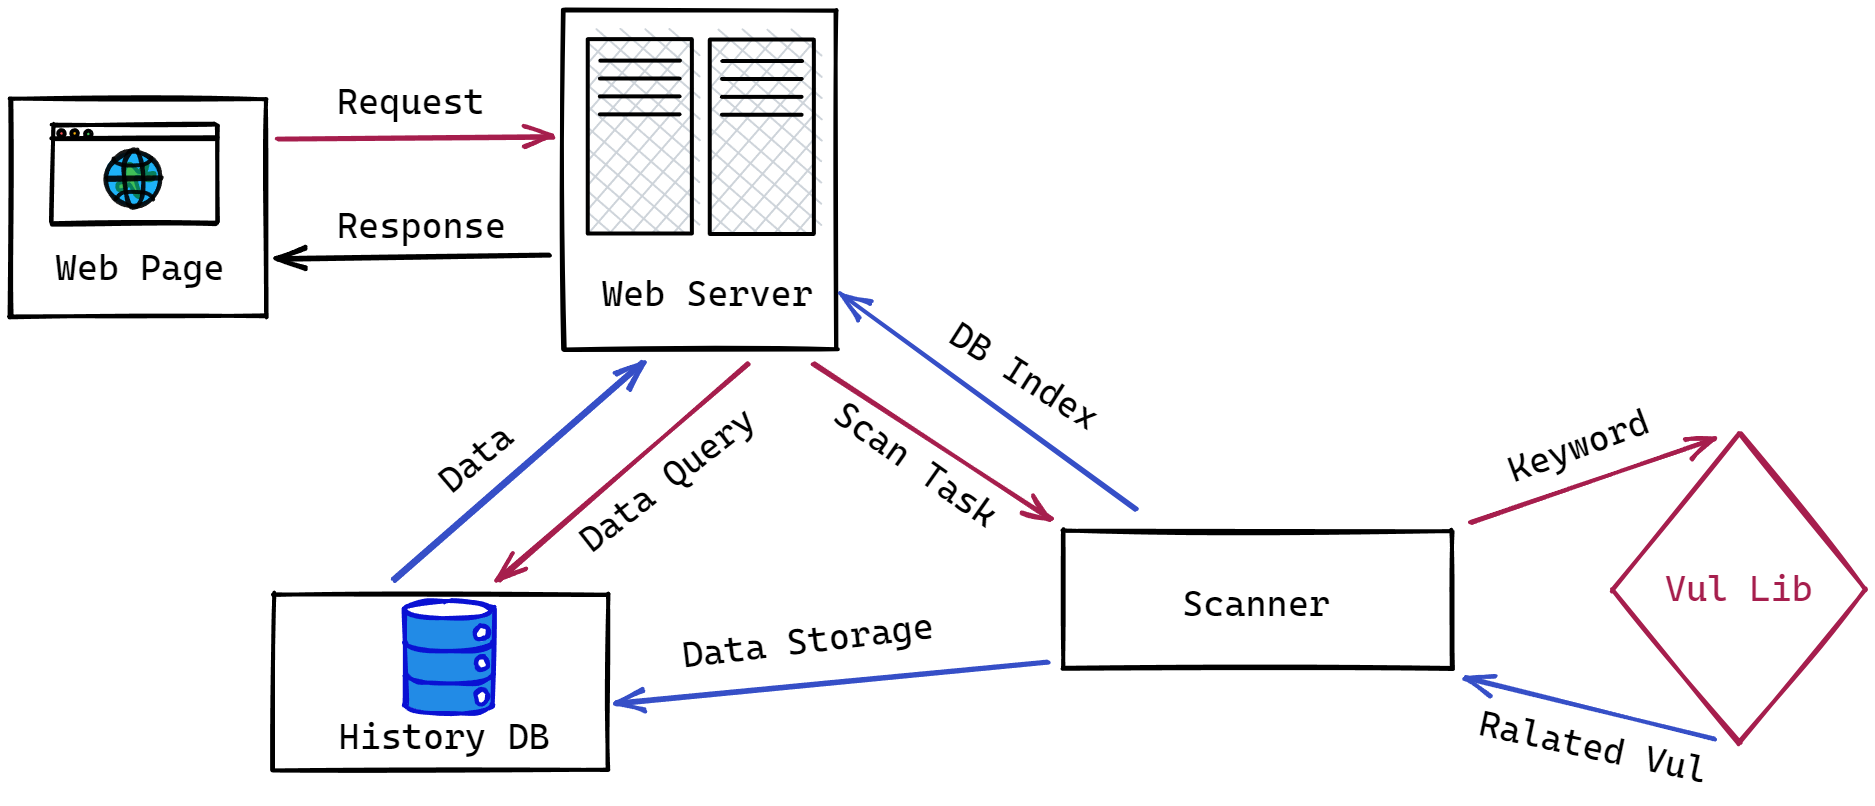 Request
Response
Web Page
Web Server
DB Index
Data
Data Query
Scan Task
Keyword
Scanner
Vul Lib
Data Storage
Ralated Vul
History DB